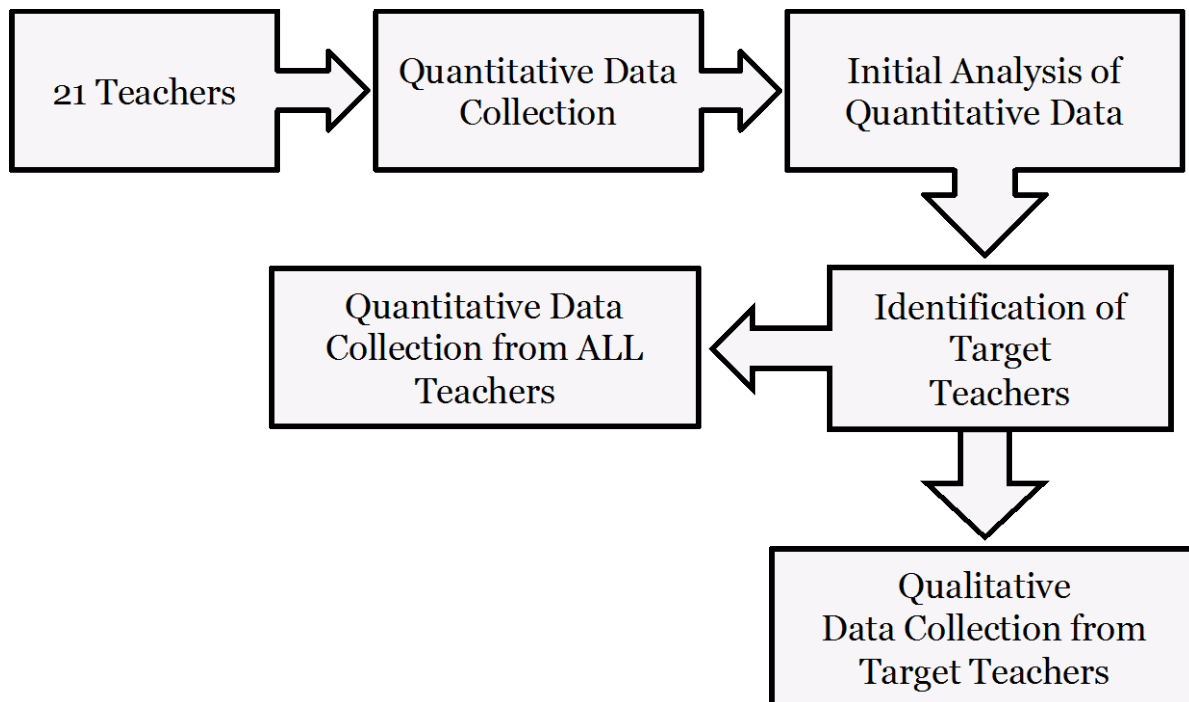 21 Teachers
Quantitative Data
Collection
Initial Analysis of
Quantitative Data
Quantitative Data
Collection from ALL
Teachers
Identification of
Target
Teachers
Qualitative
Data Collection from
Target Teachers